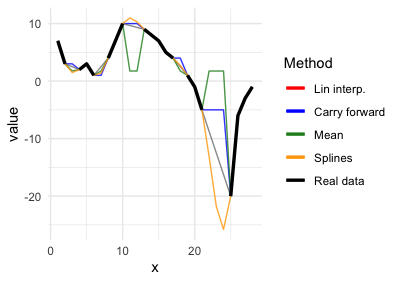 10
0
-10
-20
value
0
10
20
x
Method
Lin interp.
Carry forward
Mean
Splines
Real data